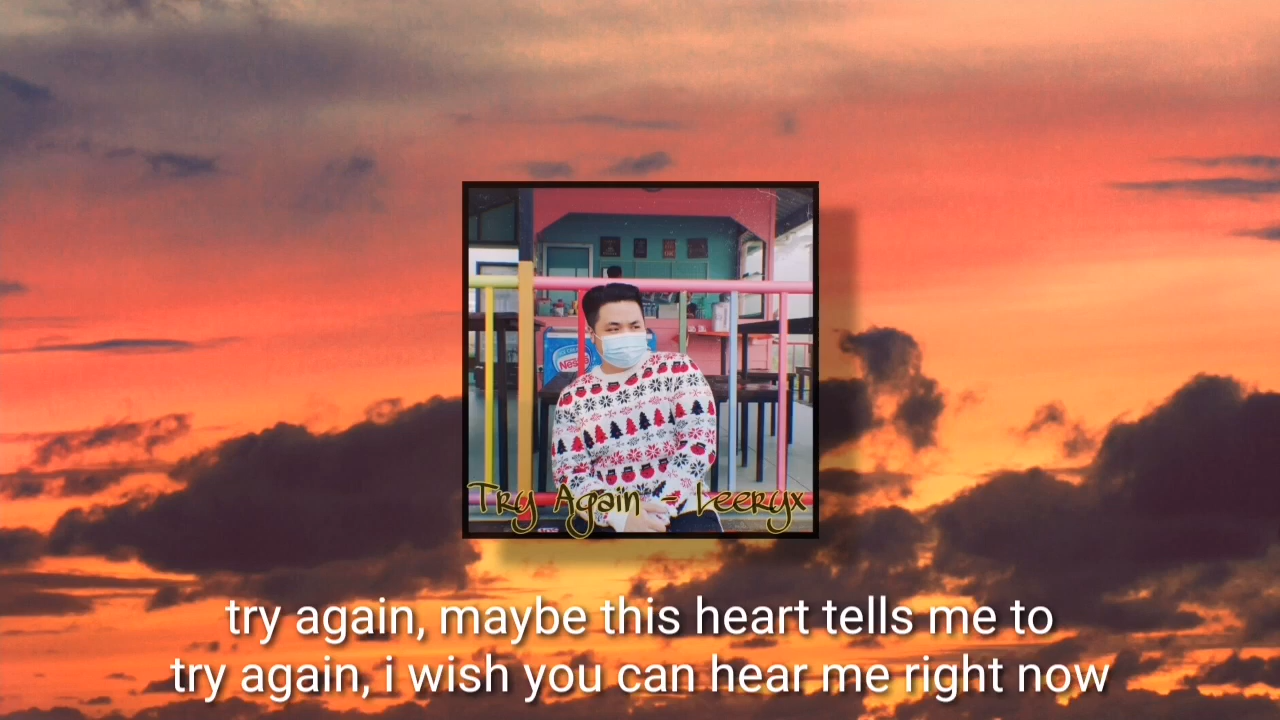 Nestlé
Try Again - Leeryx
try again, maybe this heart tells me to
try again, i wish you can hear me right now